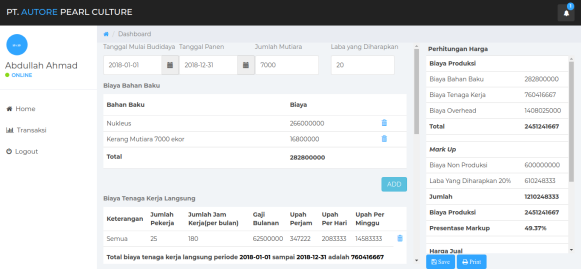 PT. AUTORE PEARL CULTURE
Abdullah Ahmad
ONLINE
Home
Transaksi
Logout
/ Dashboard
Tanggal Mulai Budidaya Tanggal Panen Jumlah Mutiara Laba yang Diharapkan
2018-01-01 2018-12-31 7000 20
Biaya Bahan Baku
Bahan Baku Biaya
Nukleus 266000000
Kerang Mutiara 7000 ekor 16800000
Total 282800000
ADD
Biaya Tenaga Kerja Langsung
Keterangan Jumlah Pekerja Jumlah Jam Kerja(per bulan) Gaji Bulanan Upah Perjam Upah Per Hari Upah Per Minggu
Semua 25 180 62500000 347222 2083333 14583333
Total biaya tenaga kerja langsung periode 2018-01-01 sampai 2018-12-31 adalah 760416667
Perhitungan Harga
Biaya Produksi
Biaya Bahan Baku 282800000
Biaya Tenaga Kerja 760416667
Biaya Overhead 1408025000
Total 2451241667
Mark Up
Biaya Non Produksi 600000000
Laba Yang Diharapkan 20% 610248333
Jumlah 1210248333
Biaya Produksi 2451241667
Presentase Markup 49.37%
Harga Jual
Save Print